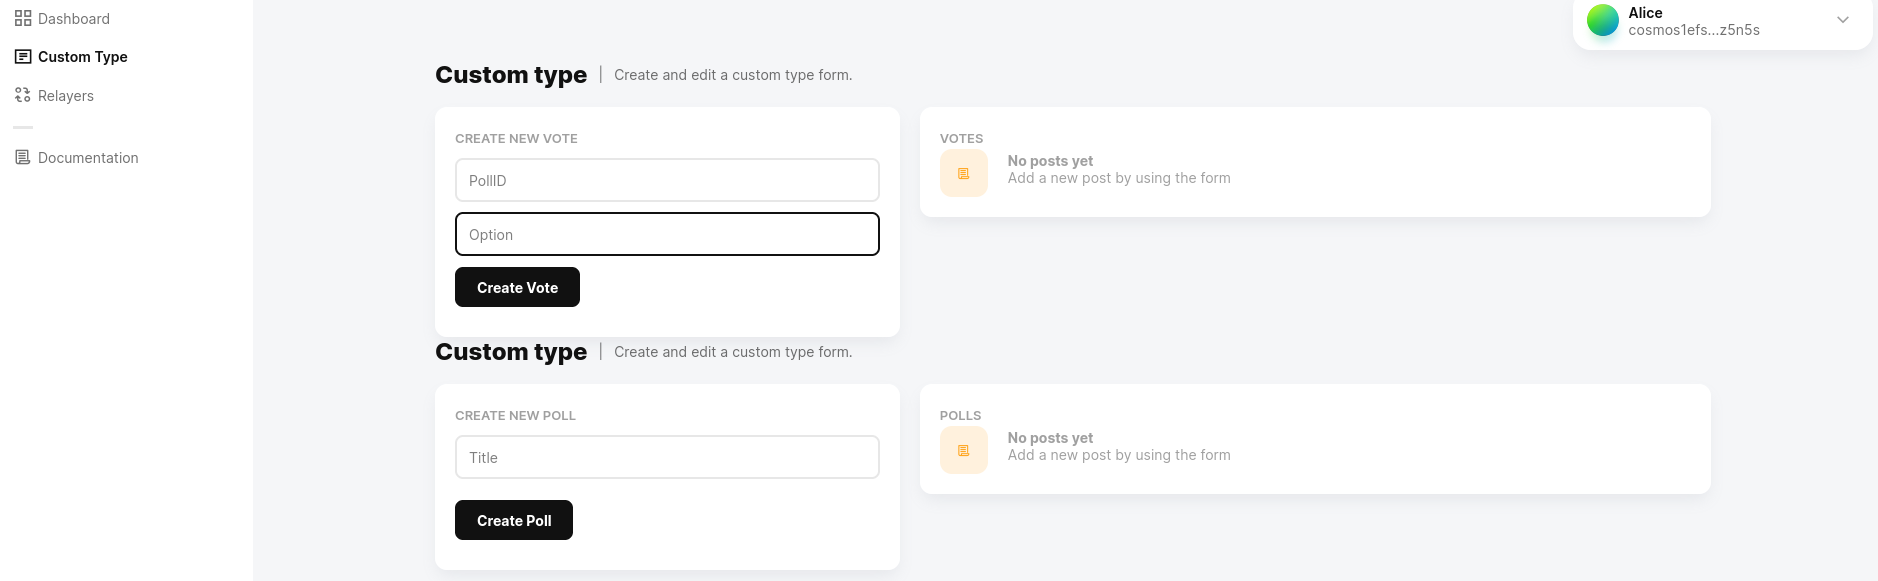 Dashboard
Custom Type
Relayers
Documentation
Alice
cosmos1efs...z5n5s
Custom type | Create and edit a custom type form.
CREATE NEW VOTE
PollID
Option
Create Vote
VOTES
No posts yet
Add a new post by using the form
Custom type | Create and edit a custom type form.
CREATE NEW POLL
Title
Create Poll
POLLS
No posts yet
Add a new post by using the form